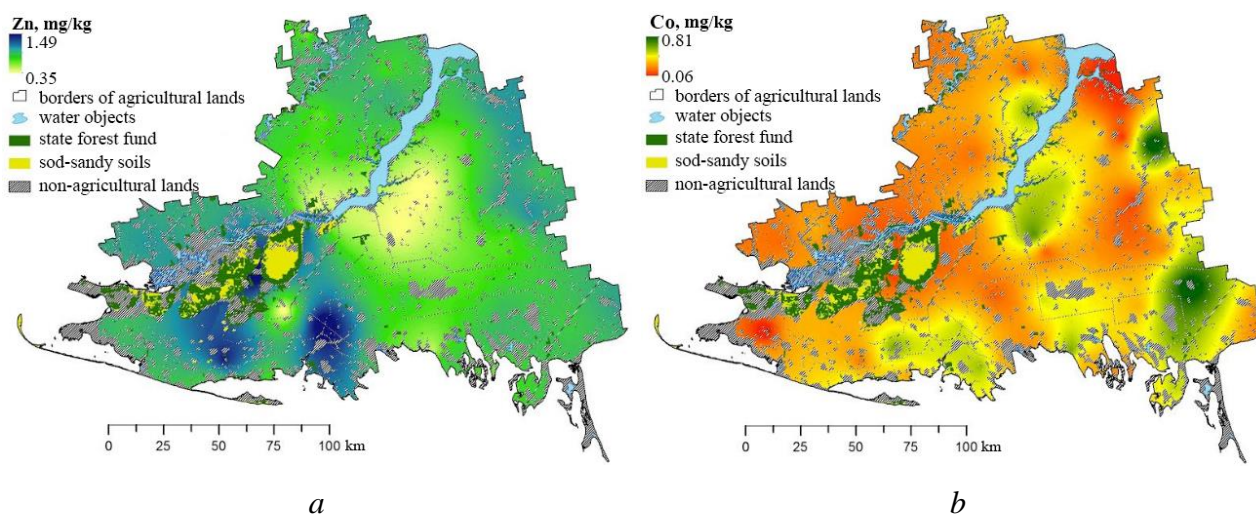 Zn, mg/kg
1.49
0.35
borders of agricultural lands
water objects
state forest fund
sod-sandy soils
non-agricultural lands
0 25 50 75 100 km
a
Co, mg/kg
0.81
0.06
borders of agricultural lands
water objects
state forest fund
sod-sandy soils
non-agricultural lands
0 25 50 75 100 km
b